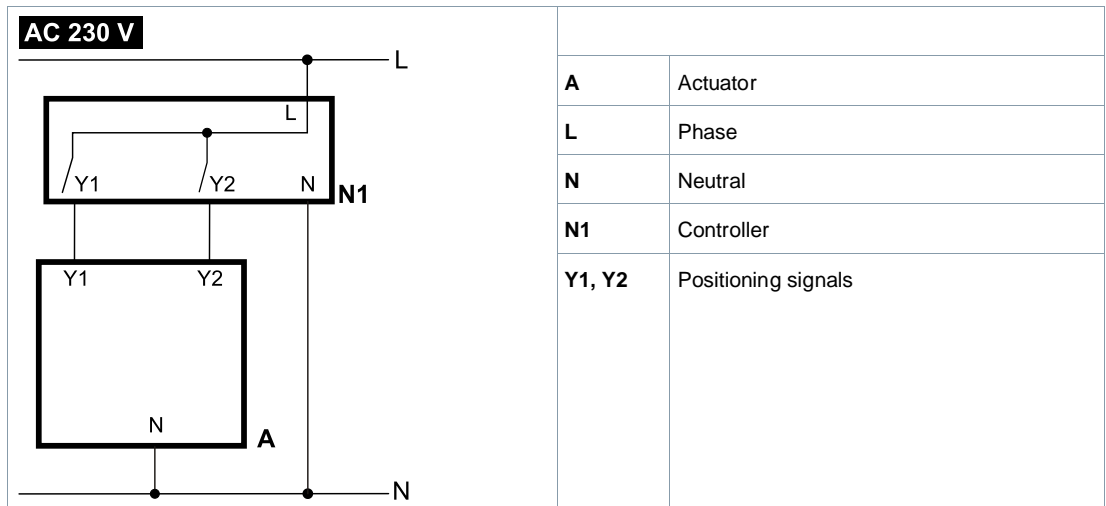 AC 230 V
L
L
Y1
Y2
N
N1
Y1
Y2
N
A
N
A Actuator
L Phase
N Neutral
N1 Controller
Y1, Y2 Positioning signals